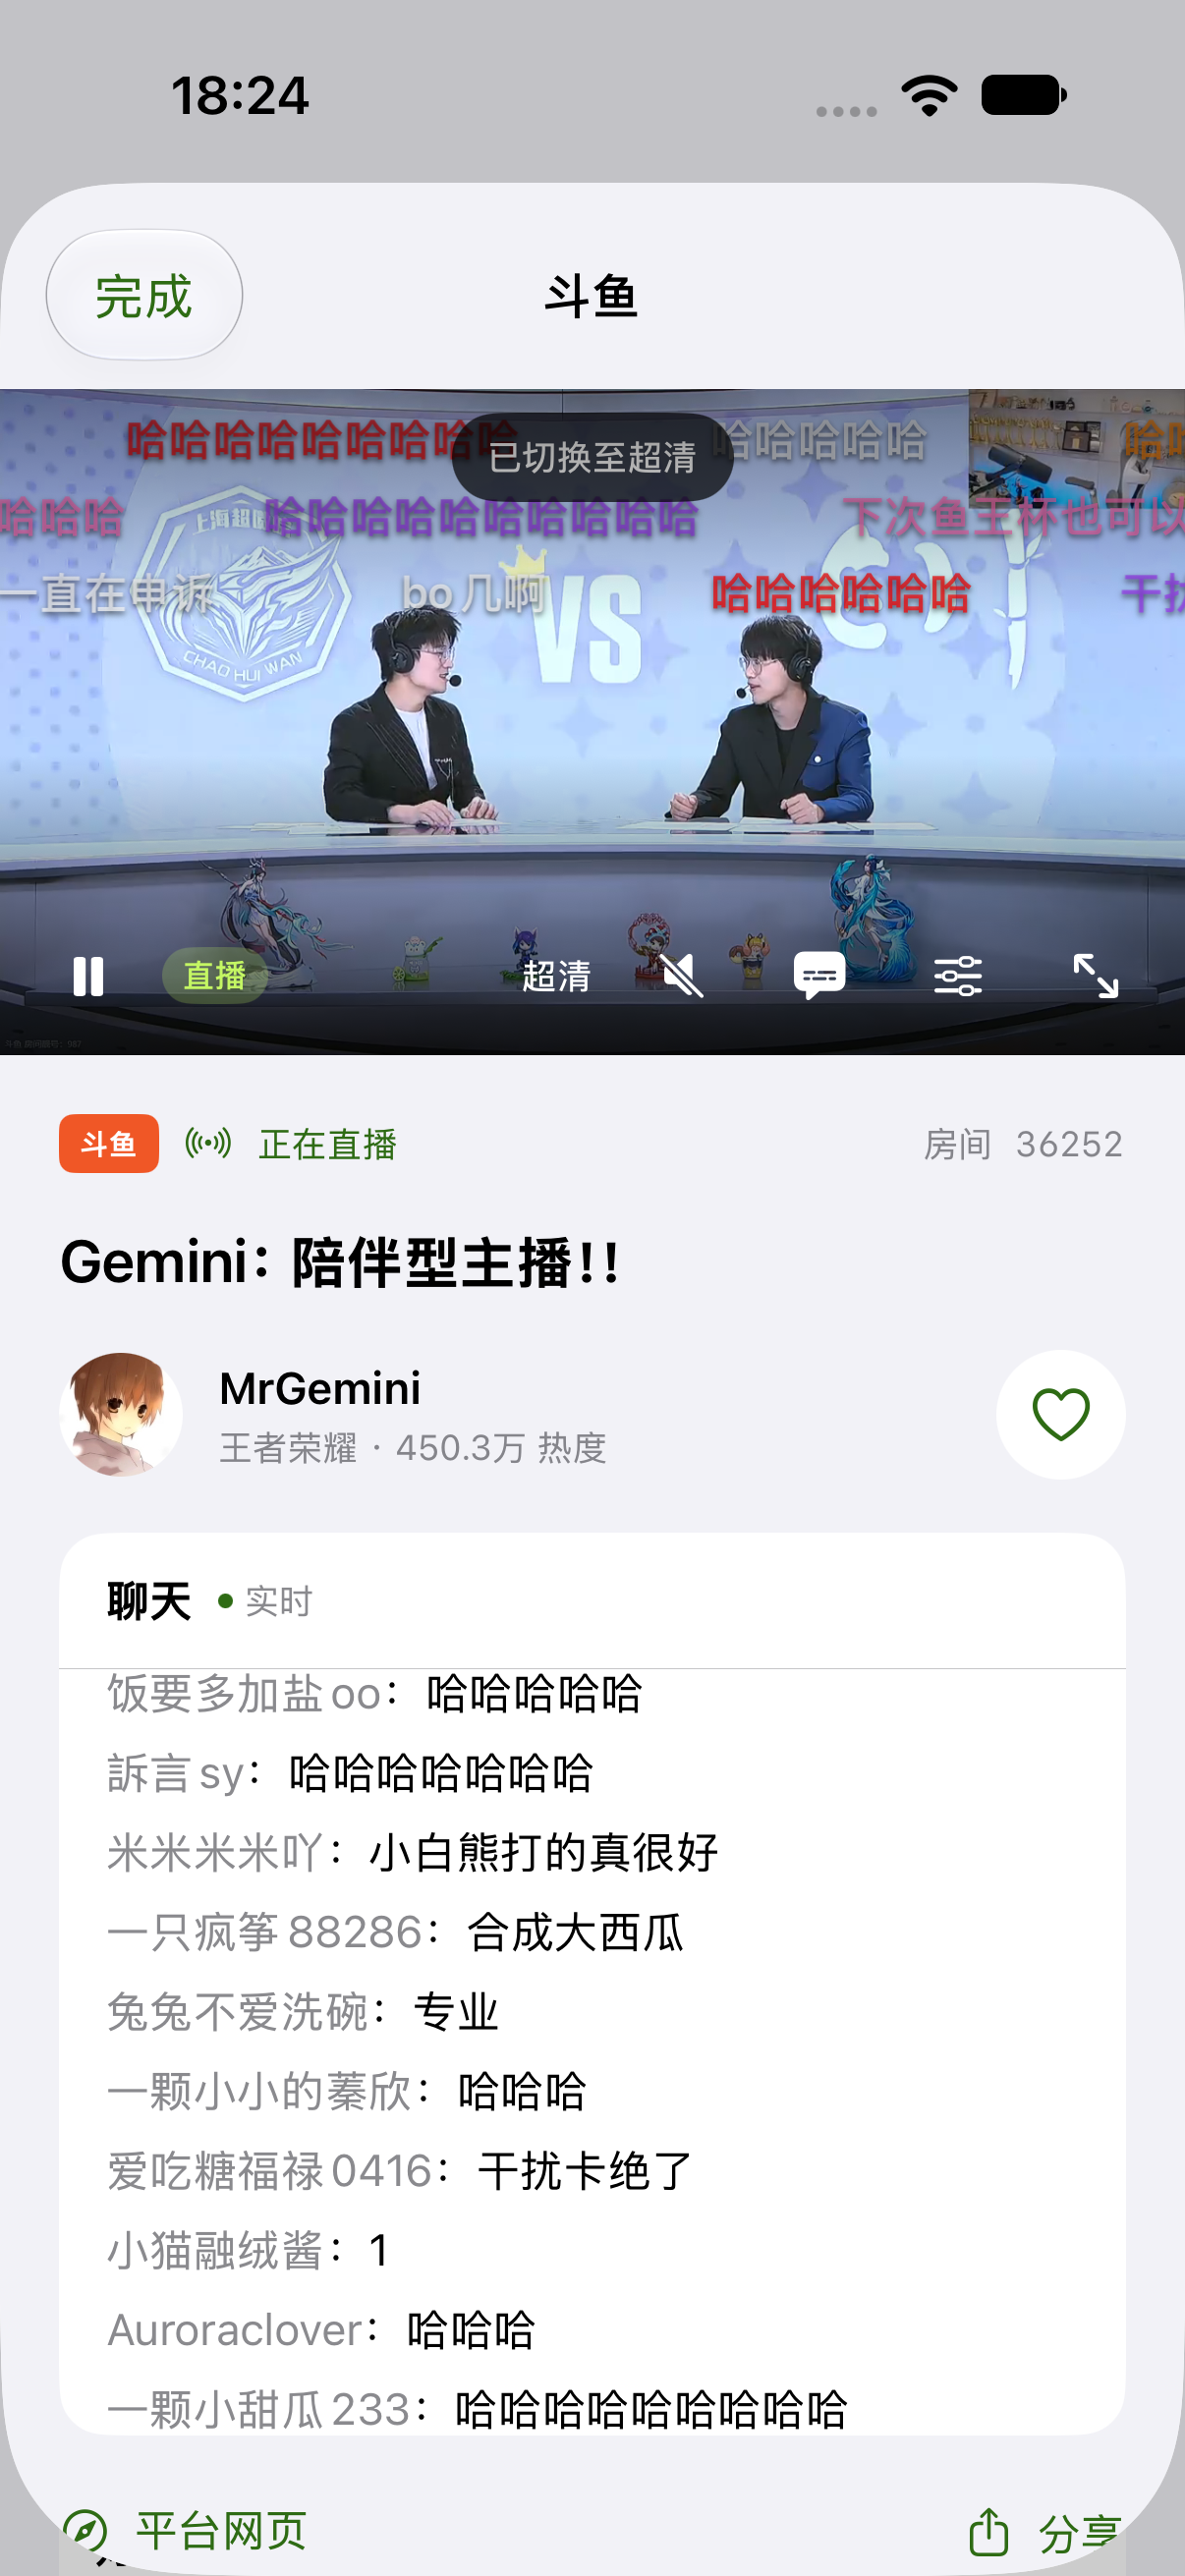 18:24
完成
斗鱼
已切换至超清
哈哈哈哈哈哈哈哈哈
哈哈哈哈哈
哈哈哈
哈哈哈哈哈哈哈哈哈哈
下次鱼王杯也可以
一直在申诉
bo几啊
哈哈哈哈哈哈
干扰
上海超
VS
CHAO HUI WAN
直播
超清
斗鱼
正在直播
房间 36252
Gemini：陪伴型主播！！
MrGemini
王者荣耀 · 450.3万 热度
聊天
实时
饭要多加盐oo：哈哈哈哈哈
訴言sy：哈哈哈哈哈哈哈
米米米米吖：小白熊打的真很好
一只疯筝88286：合成大西瓜
兔兔不爱洗碗：专业
一颗小小的蓁欣：哈哈哈
爱吃糖福禄0416：干扰卡绝了
小猫融绒酱：1
Auroraclover：哈哈哈
一颗小甜瓜233：哈哈哈哈哈哈哈哈哈
平台网页
分享